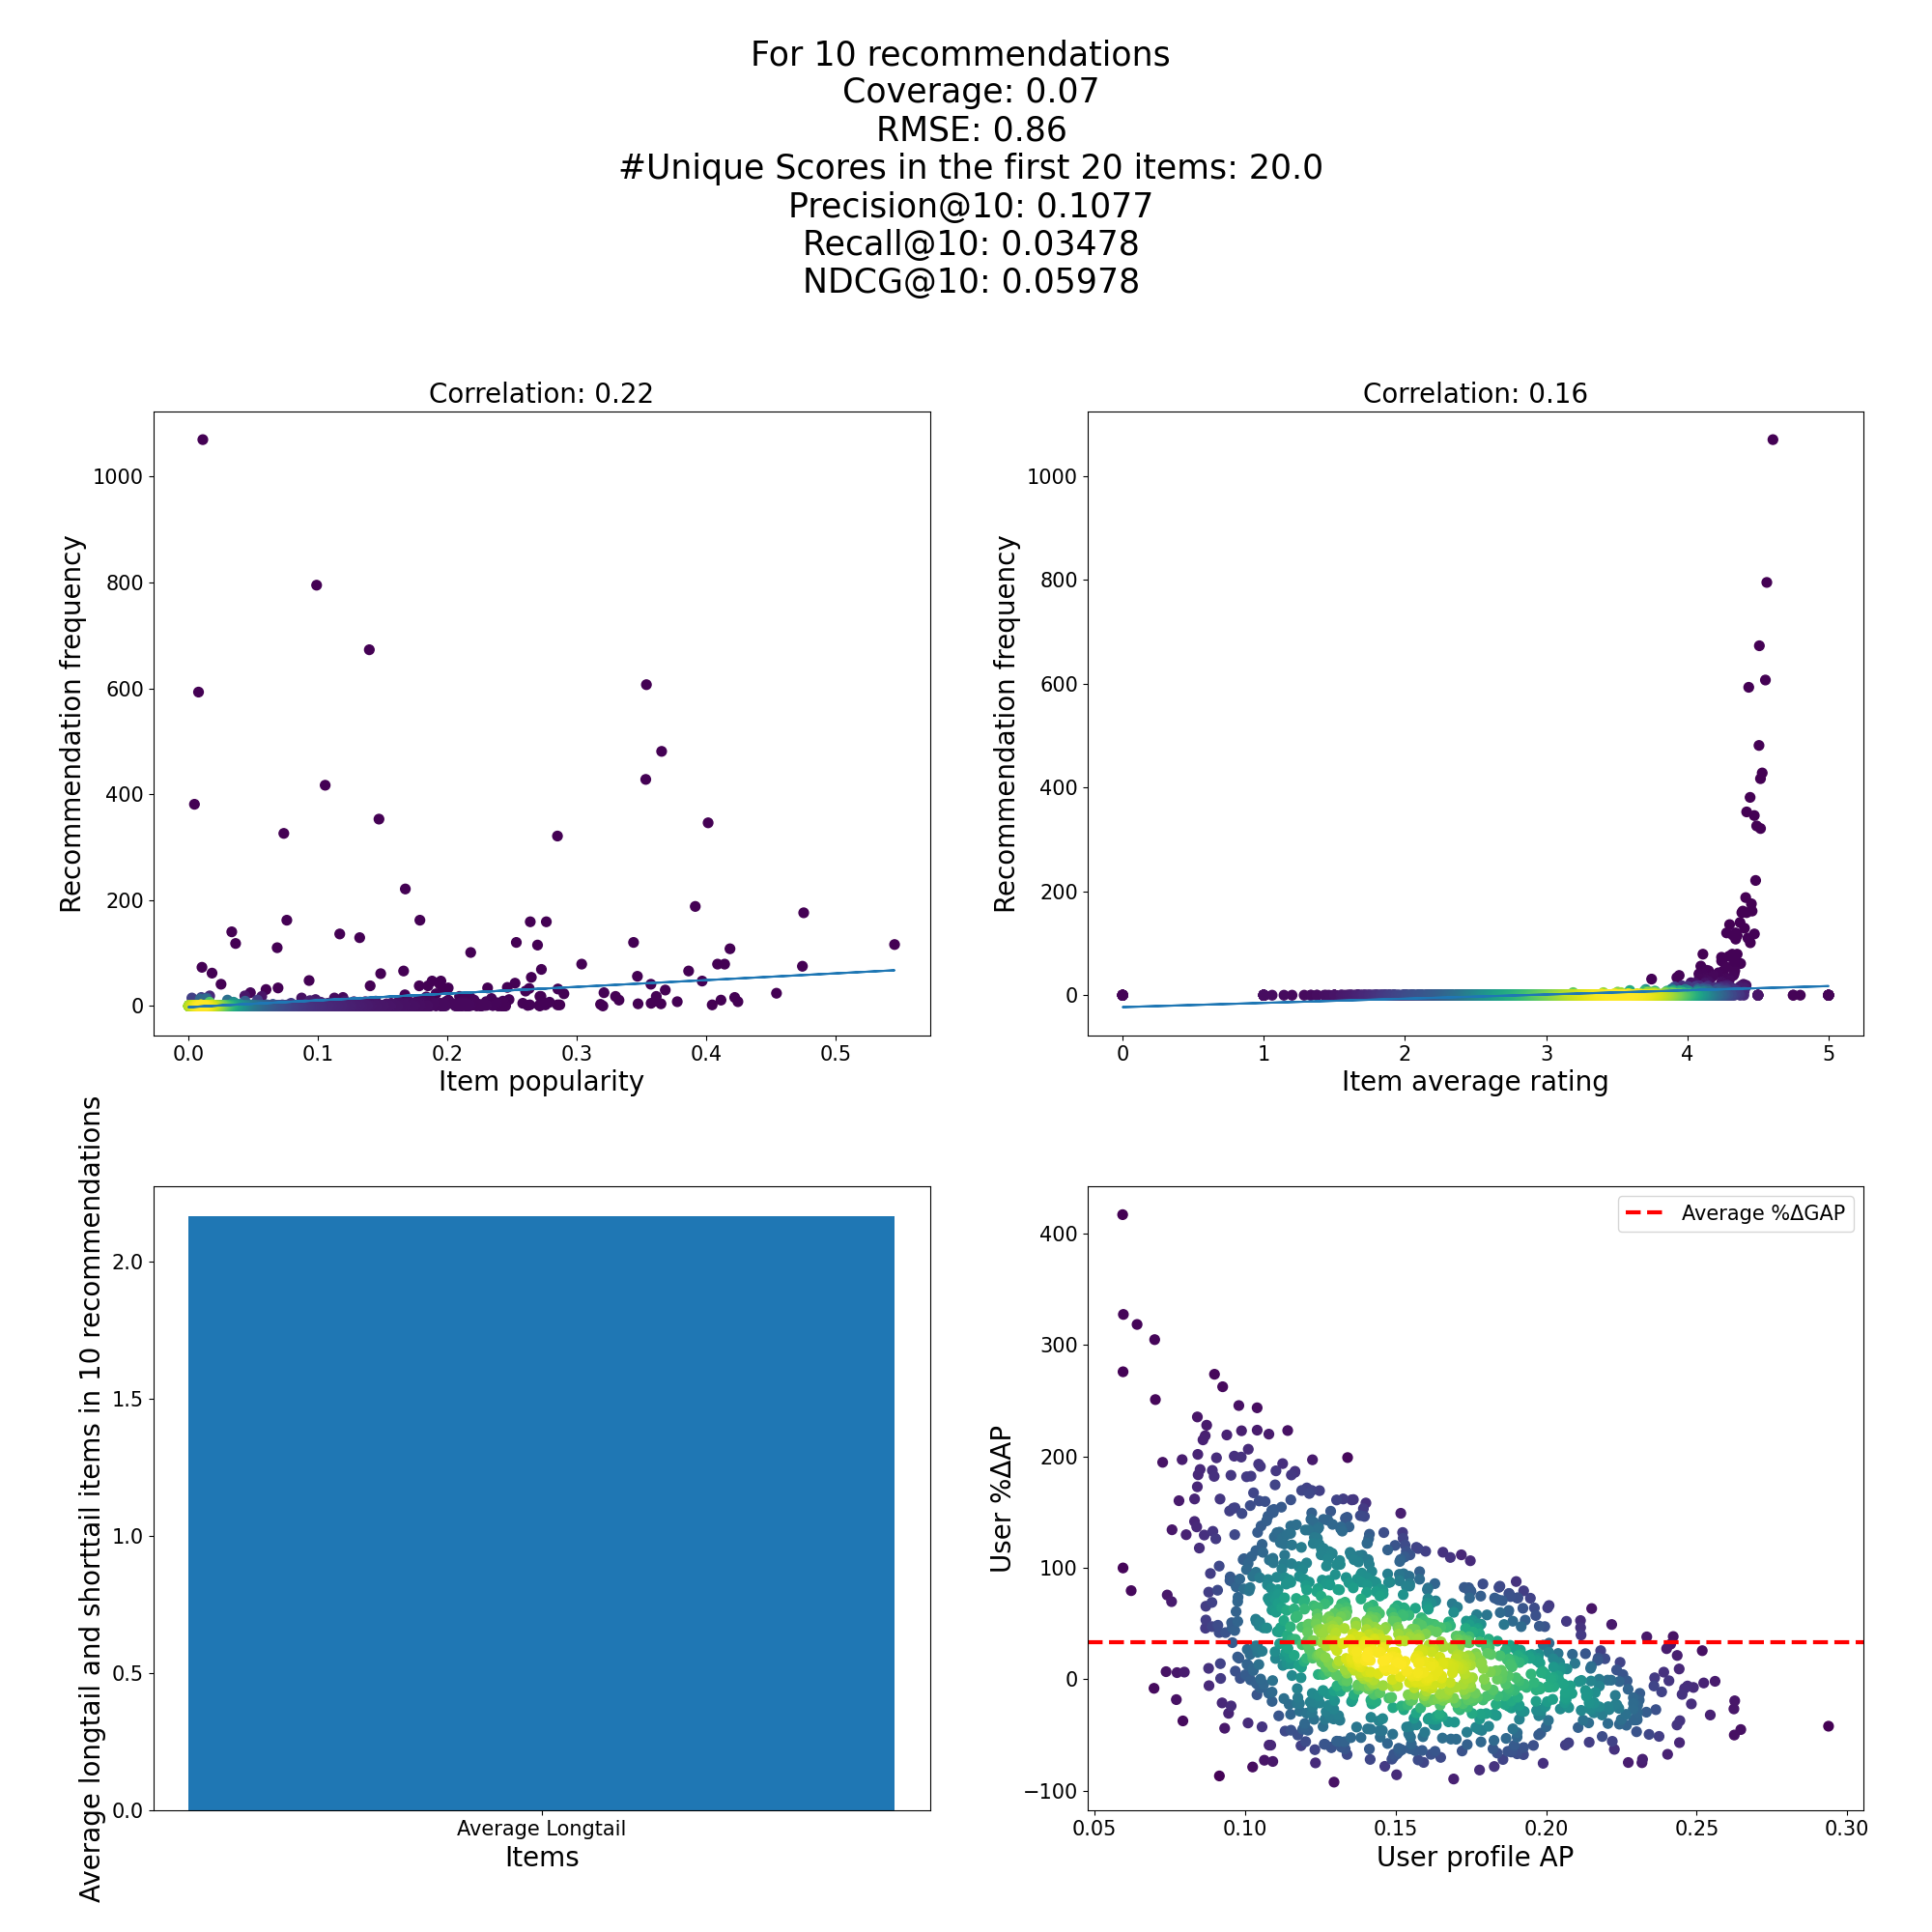 For 10 recommendations
Coverage: 0.07
RMSE: 0.86
#Unique Scores in the first 20 items: 20.0
Precision@10: 0.1077
Recall@10: 0.03478
NDCG@10: 0.05978
Correlation: 0.22
Recommendation frequency
1000
800
600
400
200
0
0.0 0.1 0.2 0.3 0.4 0.5
Item popularity
Correlation: 0.16
Recommendation frequency
1000
800
600
400
200
0
0 1 2 3 4 5
Item average rating
Average longtail and shorttail items in 10 recommendations
2.0
1.5
1.0
0.5
0.0
Average Longtail
Items
Average %ΔGAP
User %ΔAP
400
300
200
100
0
−100
0.05 0.10 0.15 0.20 0.25 0.30
User profile AP